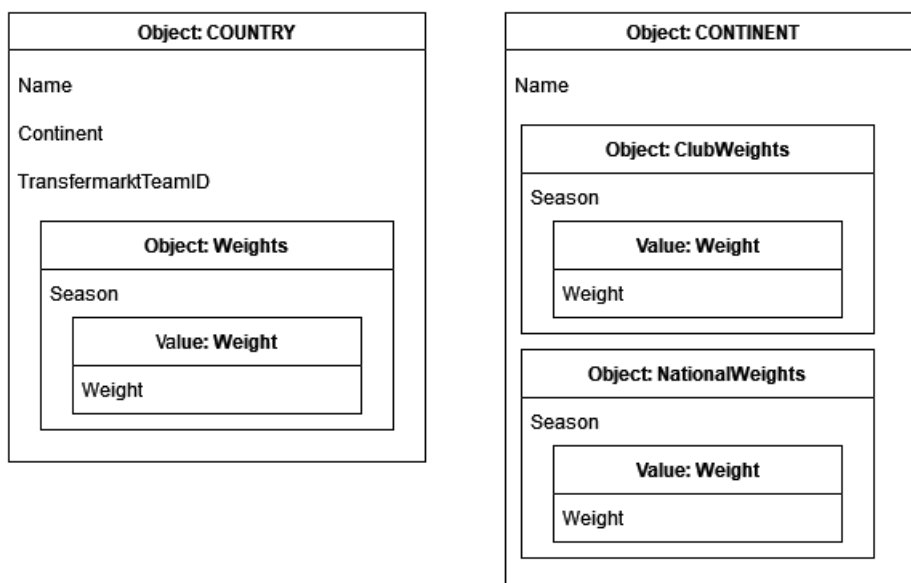 Object: COUNTRY
Name
Continent
TransfermarktTeamID
Object: Weights
Season
Value: Weight
Weight
Object: CONTINENT
Name
Object: ClubWeights
Season
Value: Weight
Weight
Object: NationalWeights
Season
Value: Weight
Weight